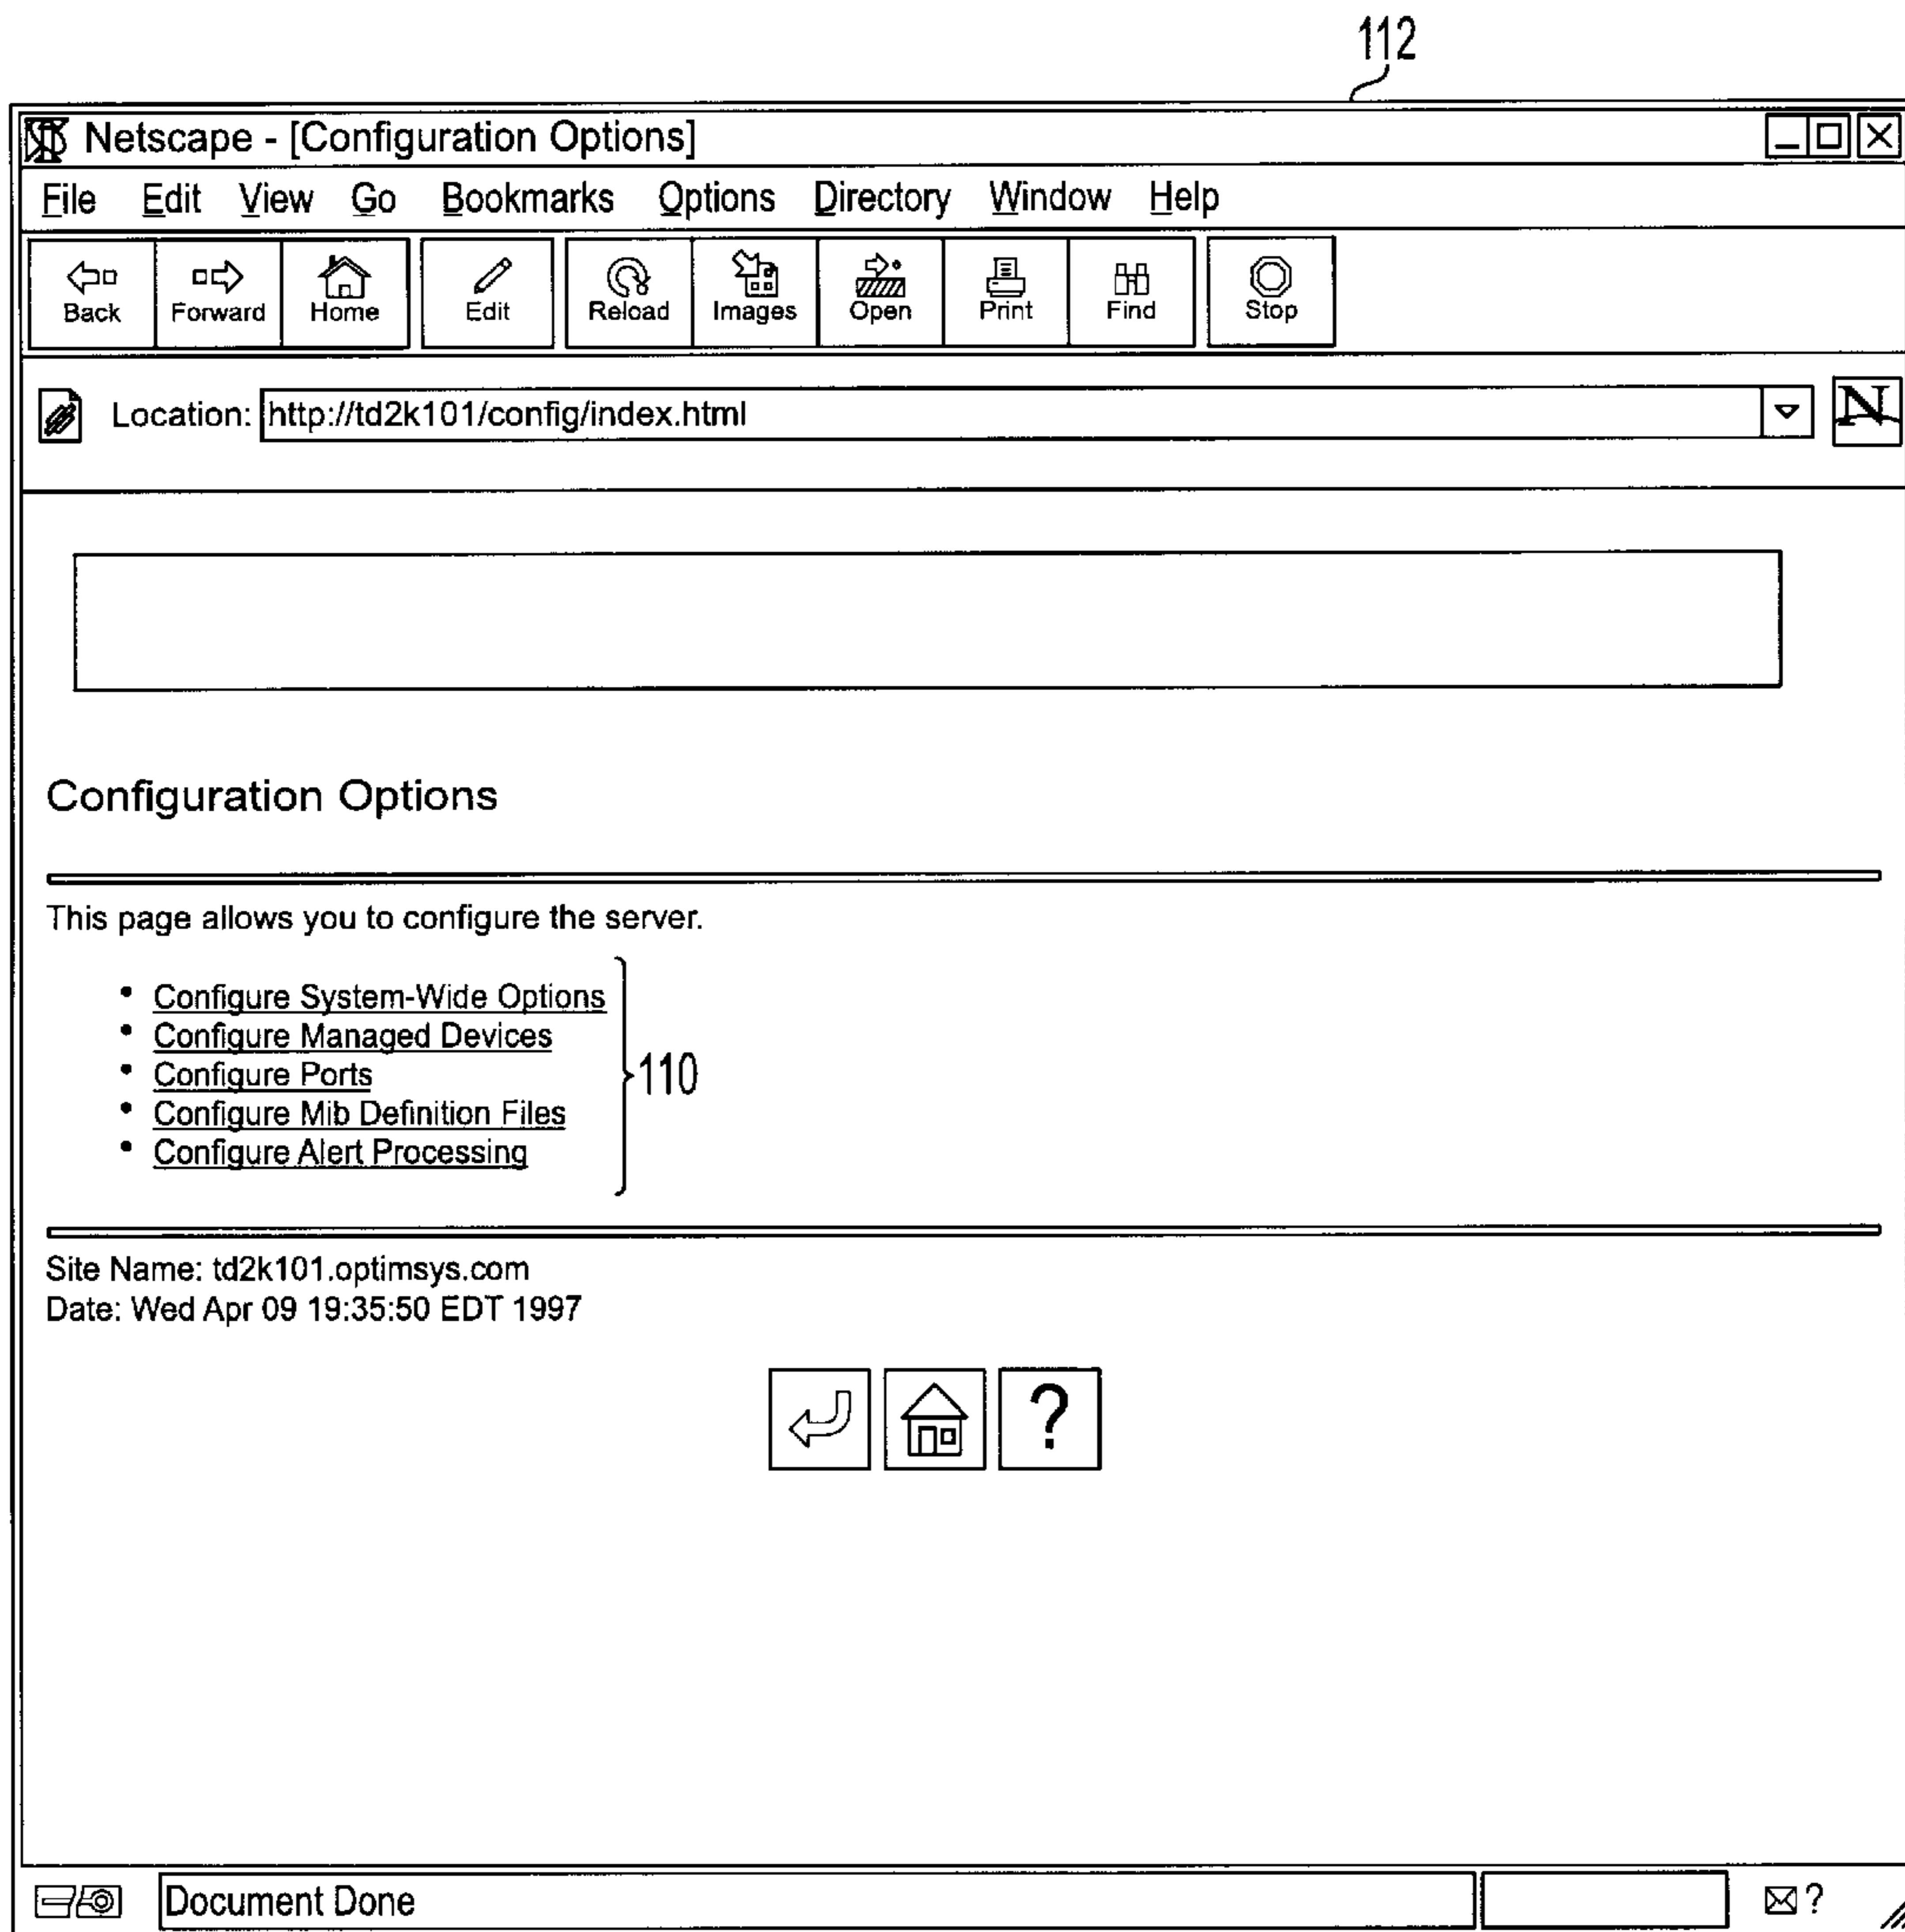 112
Netscape - [Configuration Options]
File Edit View Go Bookmarks Options Directory Window Help
Back Forward Home Edit Reload Images Open Print Find Stop
Location: http://td2k101/config/index.html N
Configuration Options
This page allows you to configure the server.
• Configure System-Wide Options
• Configure Managed Devices
• Configure Ports
• Configure Mib Definition Files
• Configure Alert Processing
110
Site Name: td2k101.optimsys.com
Date: Wed Apr 09 19:35:50 EDT 1997
?
Document Done ?